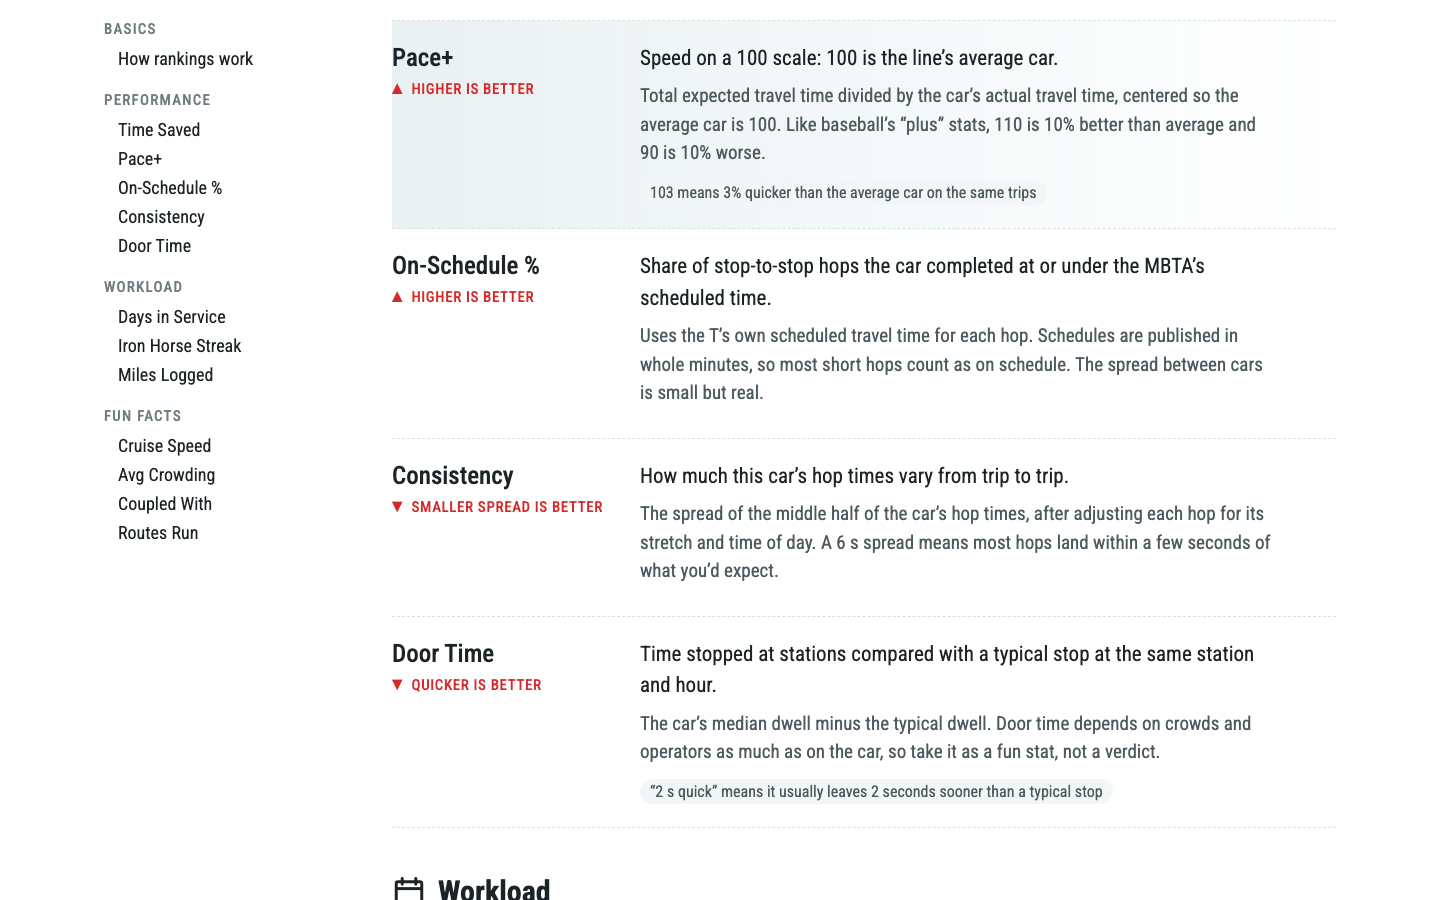 BASICS
How rankings work
PERFORMANCE
Time Saved
Pace+
On-Schedule %
Consistency
Door Time
WORKLOAD
Days in Service
Iron Horse Streak
Miles Logged
FUN FACTS
Cruise Speed
Avg Crowding
Coupled With
Routes Run
Pace+
▲ HIGHER IS BETTER
Speed on a 100 scale: 100 is the line’s average car.
Total expected travel time divided by the car’s actual travel time, centered so the
average car is 100. Like baseball’s “plus” stats, 110 is 10% better than average and
90 is 10% worse.
103 means 3% quicker than the average car on the same trips
On-Schedule %
▲ HIGHER IS BETTER
Share of stop-to-stop hops the car completed at or under the MBTA’s
scheduled time.
Uses the T’s own scheduled travel time for each hop. Schedules are published in
whole minutes, so most short hops count as on schedule. The spread between cars
is small but real.
Consistency
▼ SMALLER SPREAD IS BETTER
How much this car’s hop times vary from trip to trip.
The spread of the middle half of the car’s hop times, after adjusting each hop for its
stretch and time of day. A 6 s spread means most hops land within a few seconds of
what you’d expect.
Door Time
▼ QUICKER IS BETTER
Time stopped at stations compared with a typical stop at the same station
and hour.
The car’s median dwell minus the typical dwell. Door time depends on crowds and
operators as much as on the car, so take it as a fun stat, not a verdict.
“2 s quick” means it usually leaves 2 seconds sooner than a typical stop
Workload